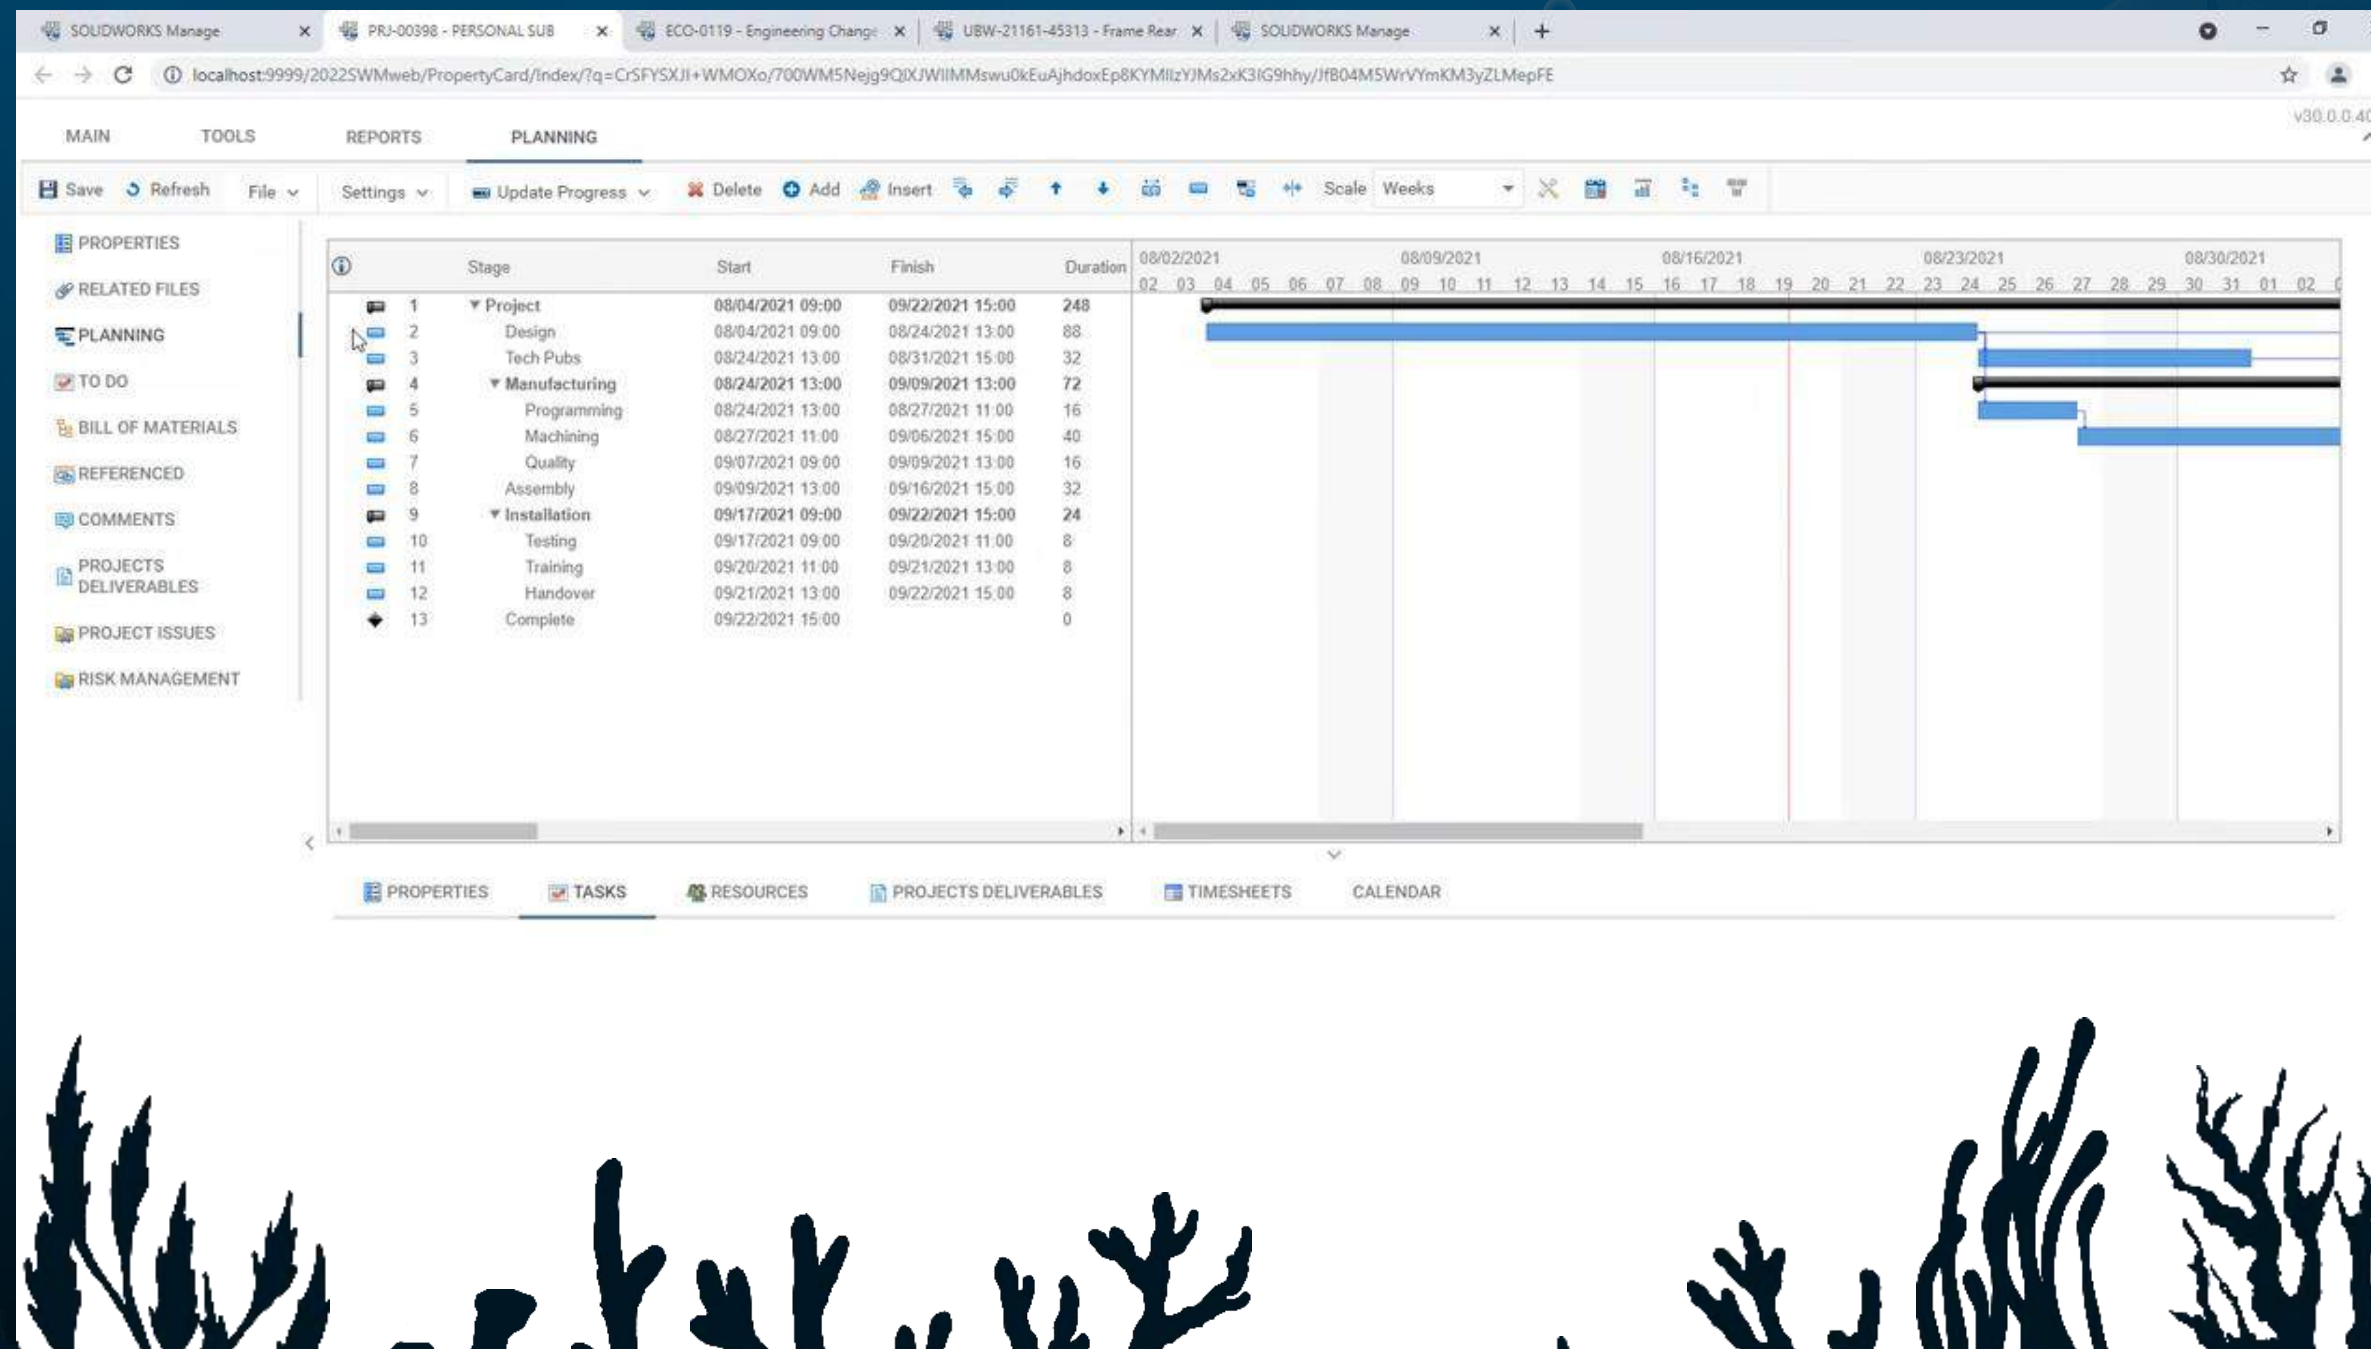 SOLIDWORKS Manage
PRJ-00398 - PERSONAL SUB
ECO-0119 - Engineering Change
UBW-21161-45313 - Frame Rear
SOLIDWORKS Manage
v30.0.0.40
MAIN TOOLS REPORTS PLANNING
Save Refresh File Settings Update Progress Delete Add Insert Scale Weeks
PROPERTIES
RELATED FILES
PLANNING
TO DO
BILL OF MATERIALS
REFERENCED
COMMENTS
PROJECTS
DELIVERABLES
PROJECT ISSUES
RISK MANAGEMENT
Stage Start Finish Duration
1 Project 08/04/2021 09:00 09/22/2021 15:00 248
2 Design 08/04/2021 09:00 08/24/2021 13:00 88
3 Tech Pubs 08/24/2021 13:00 08/31/2021 15:00 32
4 Manufacturing 08/24/2021 13:00 09/09/2021 13:00 72
5 Programming 08/24/2021 13:00 08/27/2021 11:00 16
6 Machining 08/27/2021 11:00 09/06/2021 15:00 40
7 Quality 09/07/2021 09:00 09/09/2021 13:00 16
8 Assembly 09/09/2021 13:00 09/16/2021 15:00 32
9 Installation 09/17/2021 09:00 09/22/2021 15:00 24
10 Testing 09/17/2021 09:00 09/20/2021 11:00 8
11 Training 09/20/2021 11:00 09/21/2021 13:00 8
12 Handover 09/21/2021 13:00 09/22/2021 15:00 8
13 Complete 09/22/2021 15:00 0
08/02/2021 08/09/2021 08/16/2021 08/23/2021 08/30/2021
02 03 04 05 06 07 08 09 10 11 12 13 14 15 16 17 18 19 20 21 22 23 24 25 26 27 28 29 30 31 01 02
PROPERTIES TASKS RESOURCES PROJECTS DELIVERABLES TIMESHEETS CALENDAR